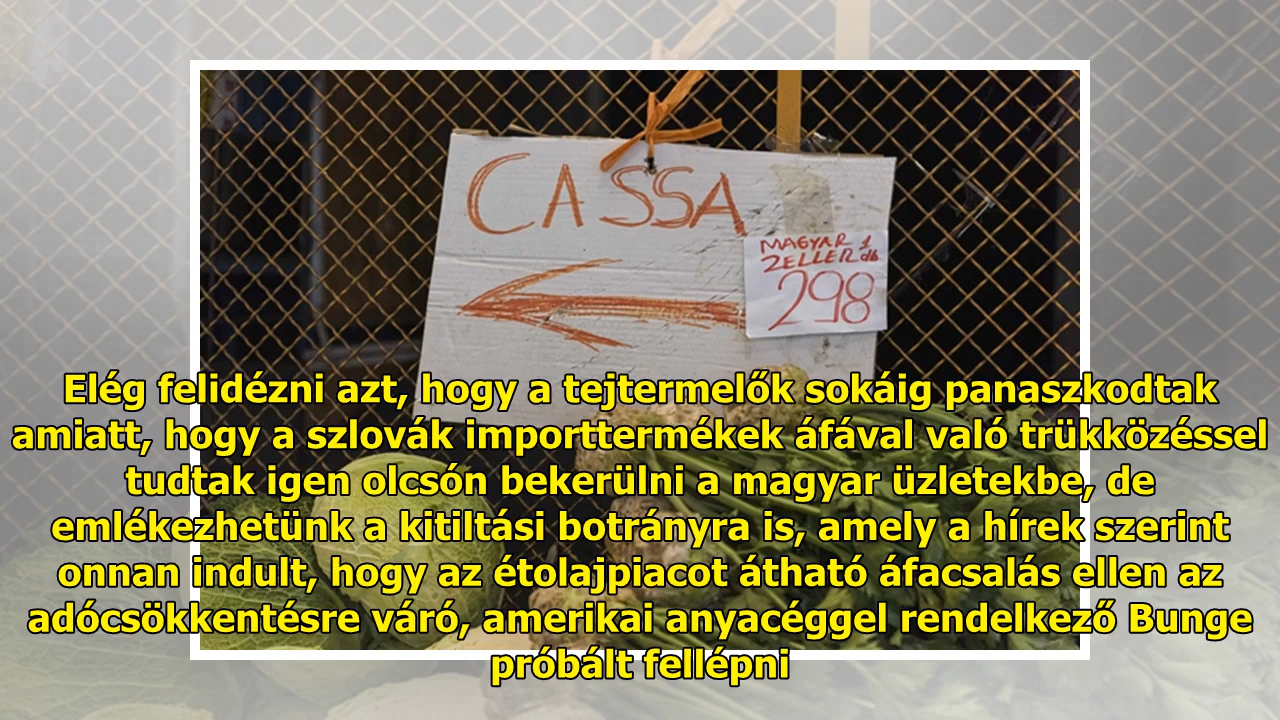 CASSA
MAGYAR 1
ZELLER db
298
Elég felidézni azt, hogy a tejtermelők sokáig panaszkodtak
amiatt, hogy a szlovák importtermékek áfával való trükközéssel
tudtak igen olcsón bekerülni a magyar üzletekbe, de
emlékezhetünk a kitiltási botrányra is, amely a hírek szerint
onnan indult, hogy az étolajpiacot átható áfacsalás ellen az
adócsökkentésre váró, amerikai anyacéggel rendelkező Bunge
próbált fellépni